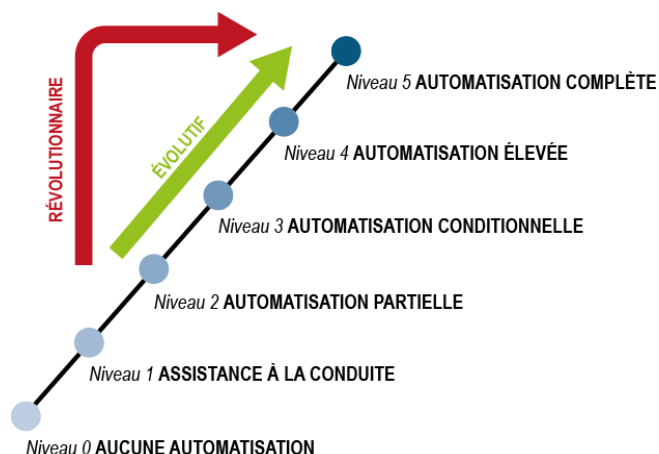 RÉVOLUTIONNAIRE
ÉVOLUTIF
Niveau 5 AUTOMATISATION COMPLÈTE
Niveau 4 AUTOMATISATION ÉLEVÉE
Niveau 3 AUTOMATISATION CONDITIONNELLE
Niveau 2 AUTOMATISATION PARTIELLE
Niveau 1 ASSISTANCE À LA CONDUITE
Niveau 0 AUCUNE AUTOMATISATION